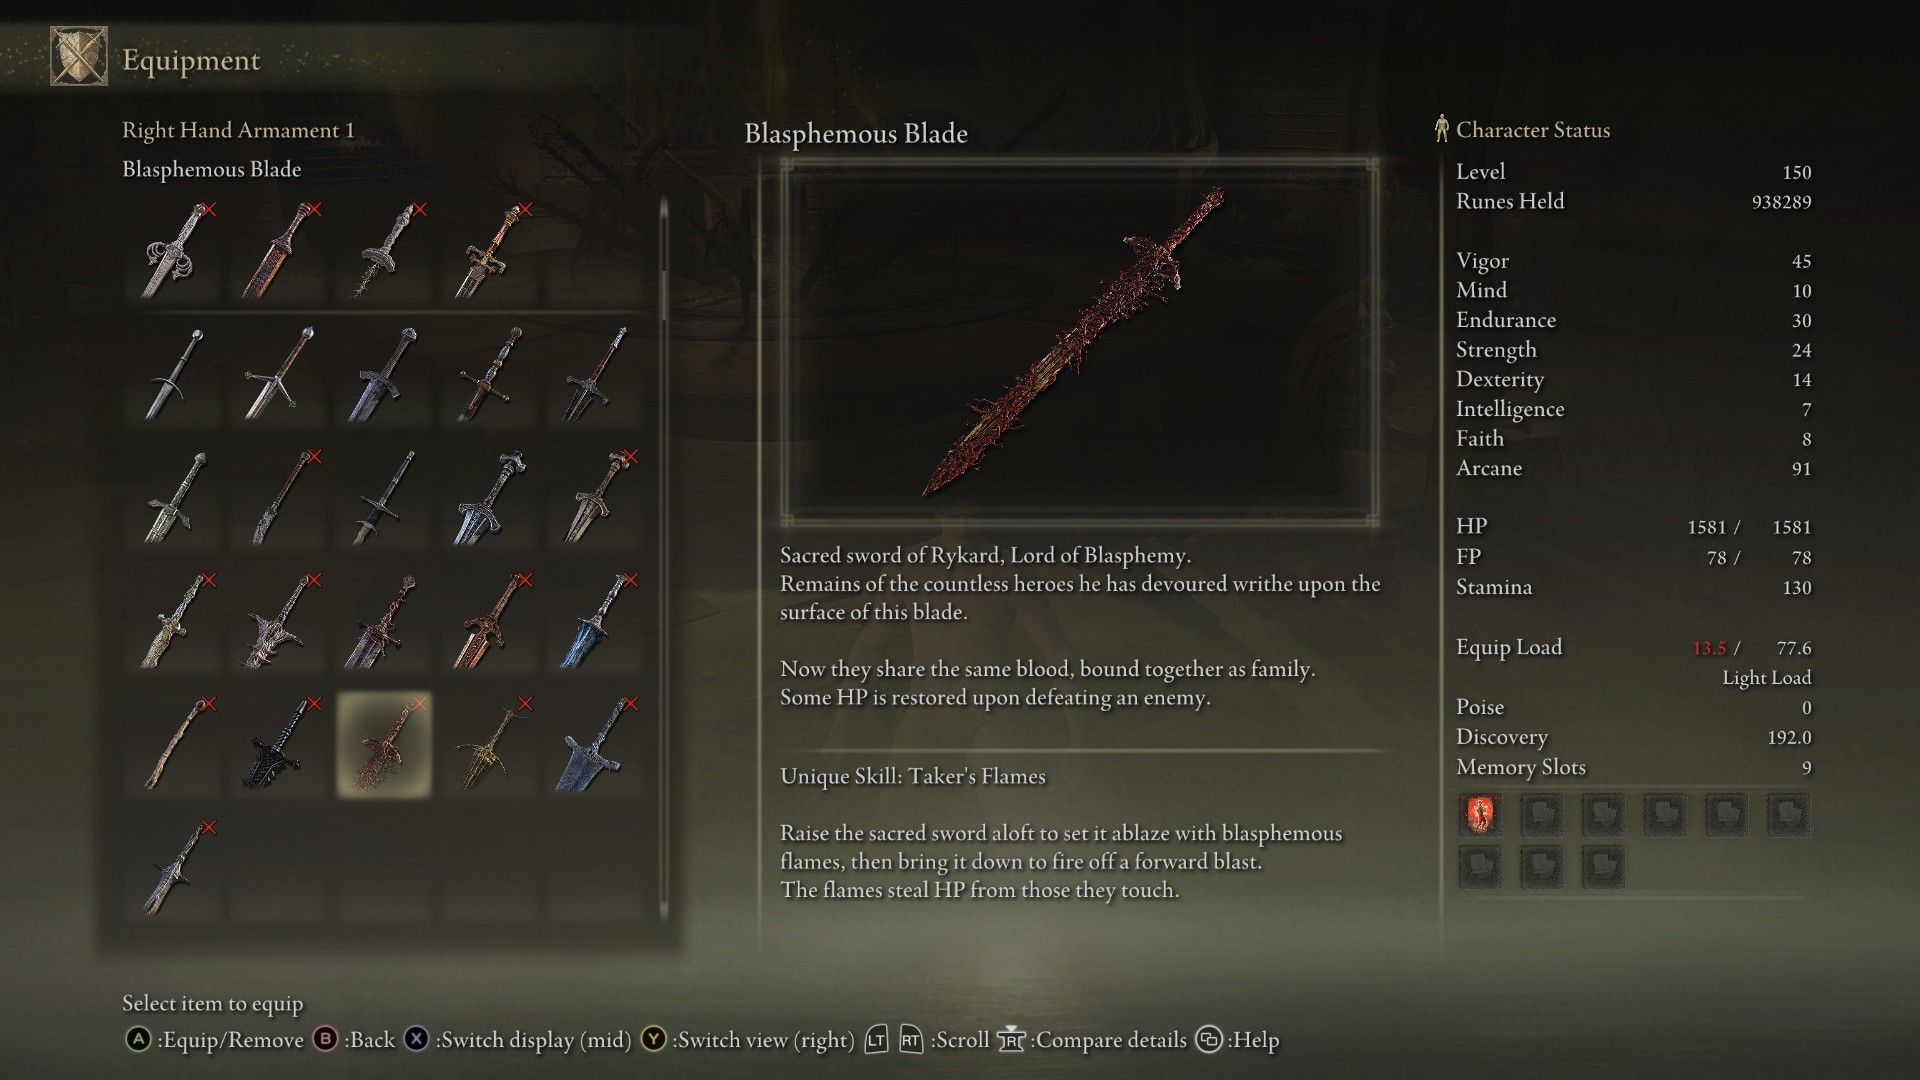 Equipment
Right Hand Armament 1
Blasphemous Blade
Blasphemous Blade
Sacred sword of Rykard, Lord of Blasphemy.
Remains of the countless heroes he has devoured writhe upon the
surface of this blade.
Now they share the same blood, bound together as family.
Some HP is restored upon defeating an enemy.
Unique Skill: Taker's Flames
Raise the sacred sword aloft to set it ablaze with blasphemous
flames, then bring it down to fire off a forward blast.
The flames steal HP from those they touch.
Character Status
Level 150
Runes Held 938289
Vigor 45
Mind 10
Endurance 30
Strength 24
Dexterity 14
Intelligence 7
Faith 8
Arcane 91
HP 1581 / 1581
FP 78 / 78
Stamina 130
Equip Load 13.5 / 77.6
Light Load
Poise 0
Discovery 192.0
Memory Slots 9
Select item to equip
A :Equip/Remove B :Back X :Switch display (mid) Y :Switch view (right) LT RT :Scroll R :Compare details :Help